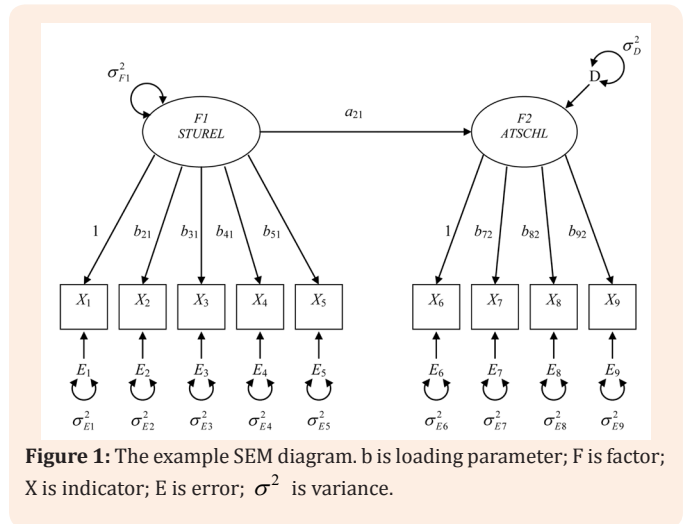 σ²D
σ²F1
D
F1
STUREL
a21
F2
ATSCHL
1 b21 b31 b41 b51 1 b72 b82 b92
X1 X2 X3 X4 X5 X6 X7 X8 X9
E1 E2 E3 E4 E5 E6 E7 E8 E9
σ²E1 σ²E2 σ²E3 σ²E4 σ²E5 σ²E6 σ²E7 σ²E8 σ²E9
Figure 1: The example SEM diagram. b is loading parameter; F is factor;
X is indicator; E is error; σ² is variance.